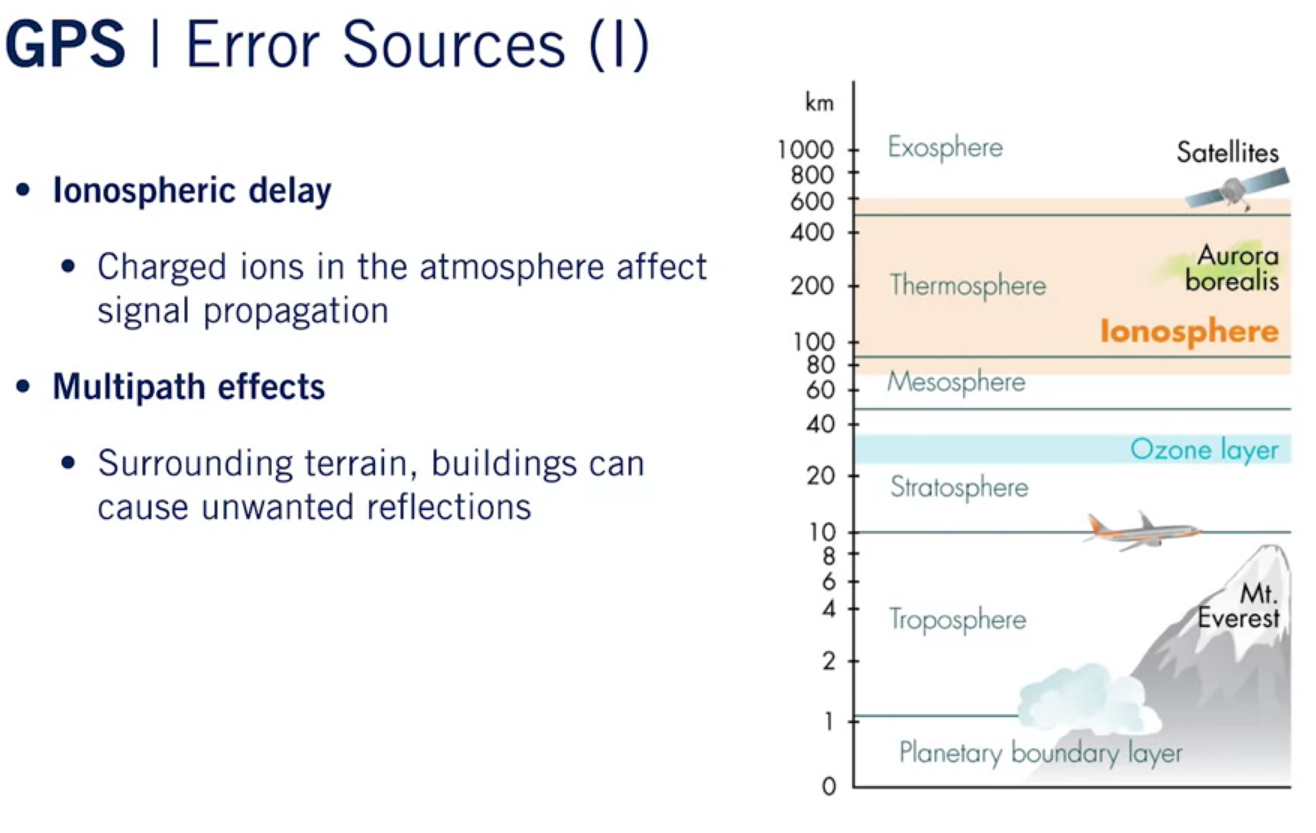 GPS | Error Sources (I)
• Ionospheric delay
• Charged ions in the atmosphere affect
signal propagation
• Multipath effects
• Surrounding terrain, buildings can
cause unwanted reflections
km
1000
800
600
400
200
100
80
60
40
20
10
8
6
4
2
1
0
Exosphere
Satellites
Thermosphere
Aurora
borealis
Ionosphere
Mesosphere
Ozone layer
Stratosphere
Troposphere
Mt.
Everest
Planetary boundary layer